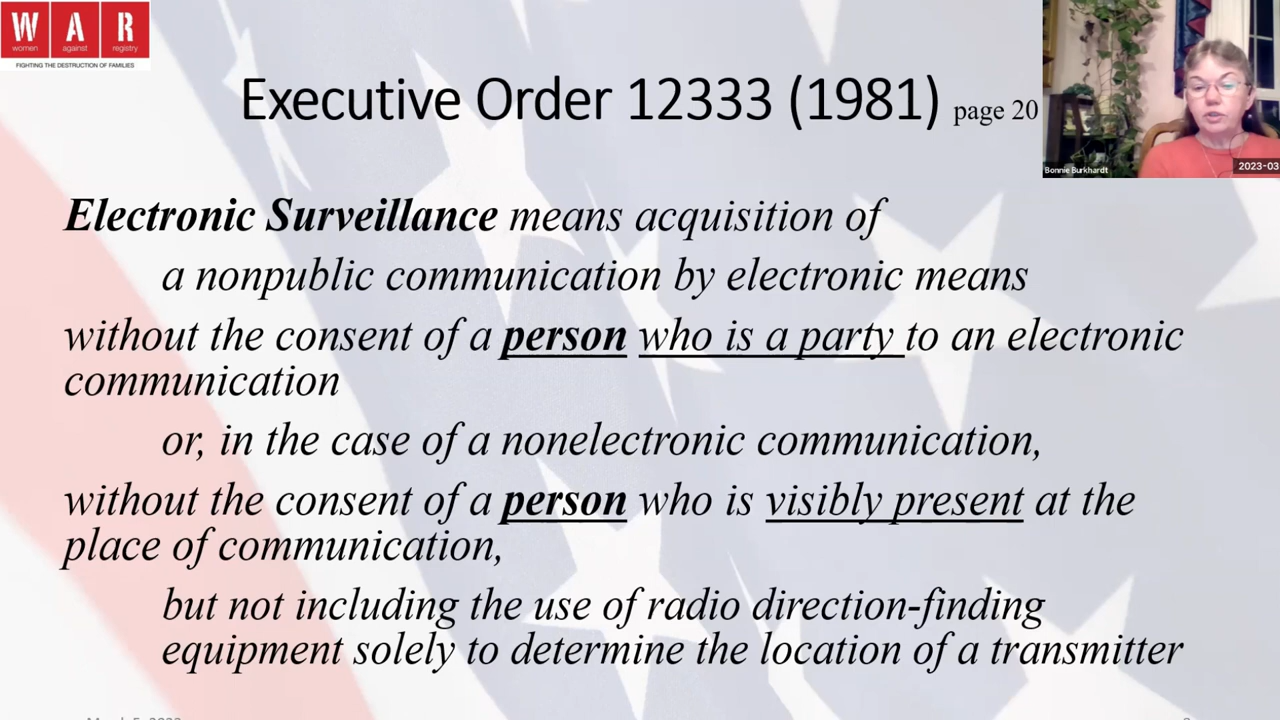 W A R
women against registry
FIGHTING THE DESTRUCTION OF FAMILIES
Executive Order 12333 (1981) page 20
Bonnie Burkhardt
2023-03
Electronic Surveillance means acquisition of
a nonpublic communication by electronic means
without the consent of a person who is a party to an electronic
communication
or, in the case of a nonelectronic communication,
without the consent of a person who is visibly present at the
place of communication,
but not including the use of radio direction-finding
equipment solely to determine the location of a transmitter